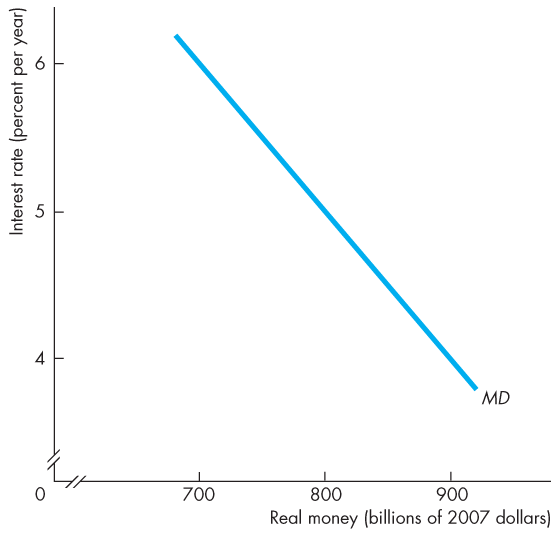 Interest rate (percent per year)
6
5
4
0
700
800
900
MD
Real money (billions of 2007 dollars)